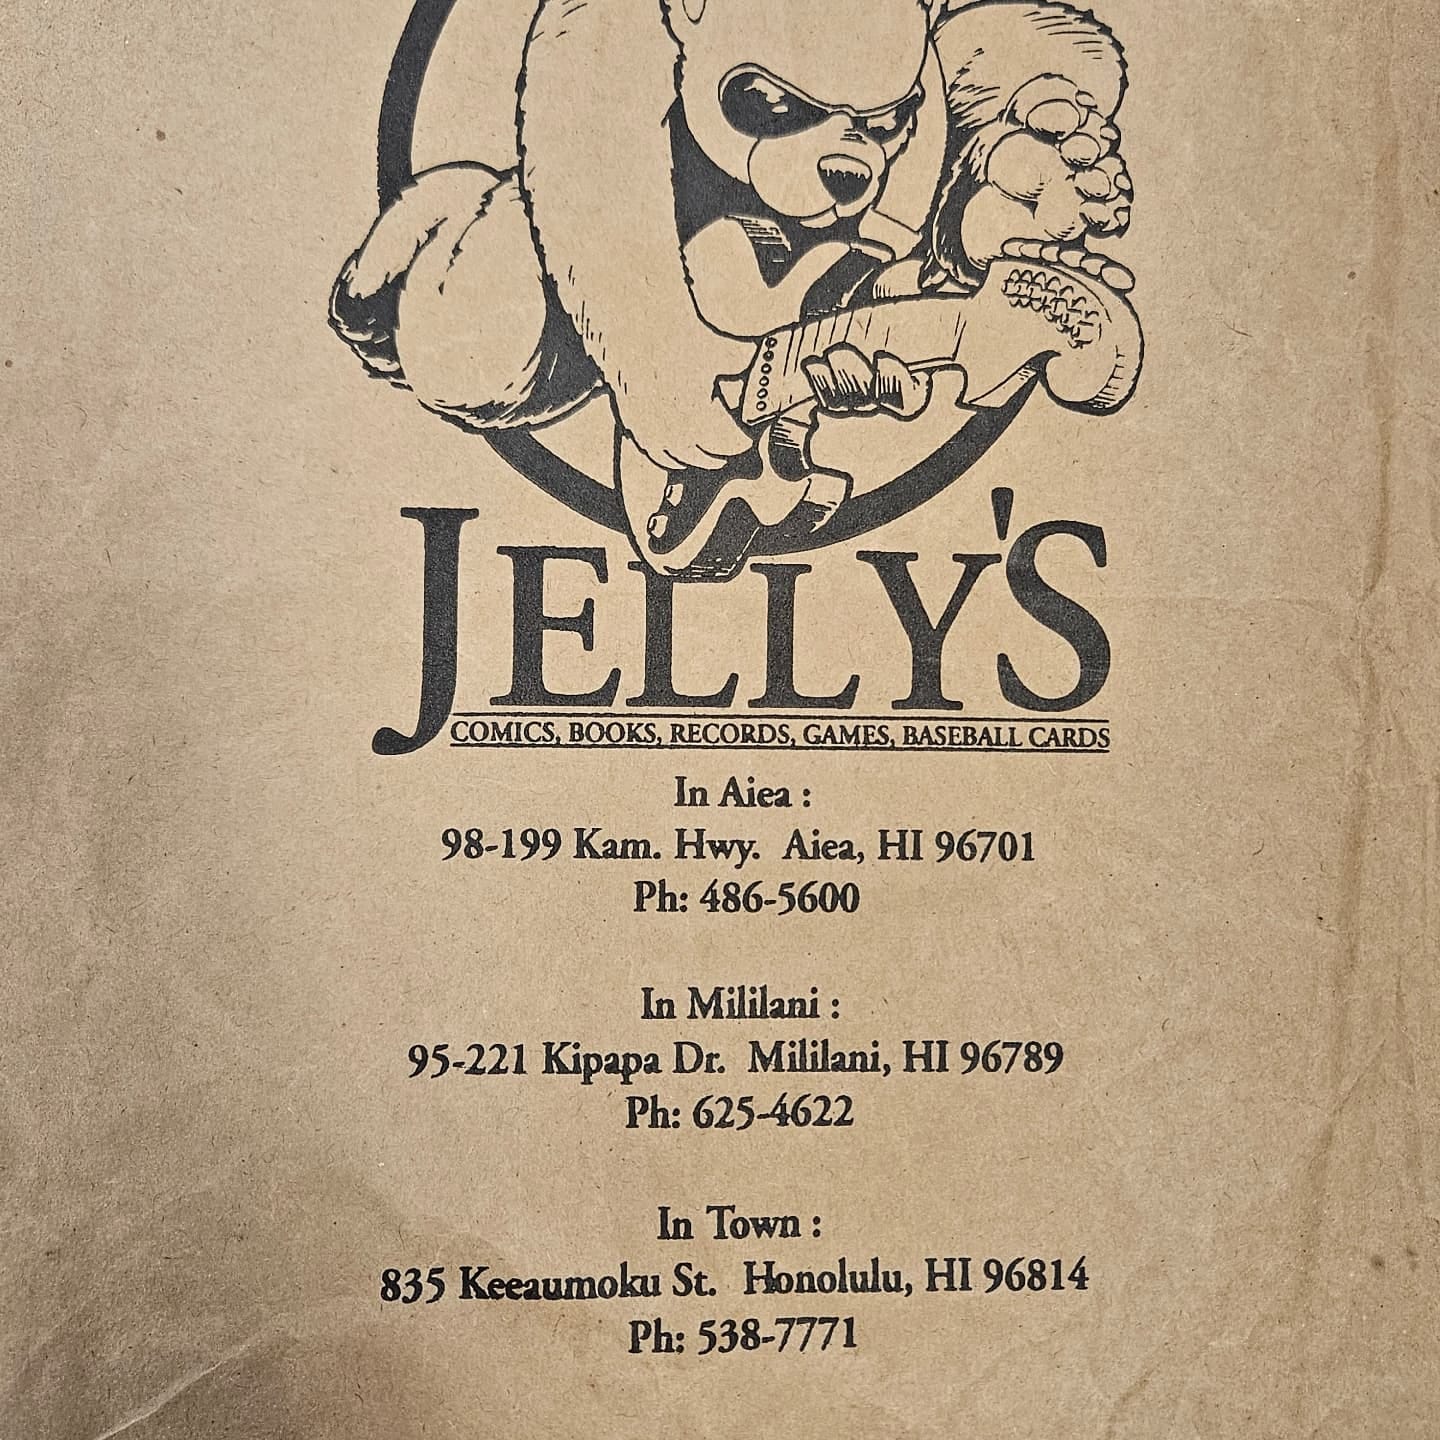 JELLY'S
COMICS, BOOKS, RECORDS, GAMES, BASEBALL CARDS
In Aiea :
98-199 Kam. Hwy. Aiea, HI 96701
Ph: 486-5600
In Mililani :
95-221 Kipapa Dr. Mililani, HI 96789
Ph: 625-4622
In Town :
835 Keeaumoku St. Honolulu, HI 96814
Ph: 538-7771